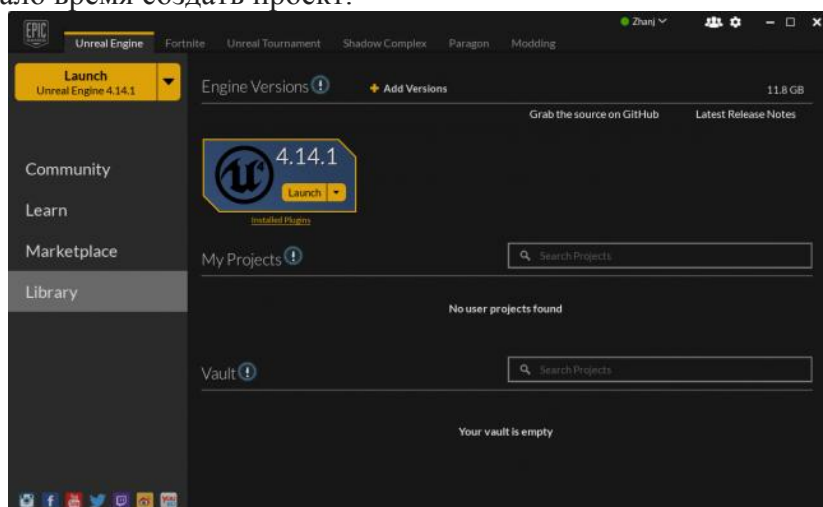 ало время создать проект.
EPIC
Zhanj
Unreal Engine Fortnite Unreal Tournament Shadow Complex Paragon Modding
Launch
Unreal Engine 4.14.1
Engine Versions + Add Versions 11.8 GB
Grab the source on GitHub Latest Release Notes
4.14.1
Launch
Installed Plugins
Community
Learn
Marketplace
Library
My Projects Search Projects
No user projects found
Vault Search Projects
Your vault is empty